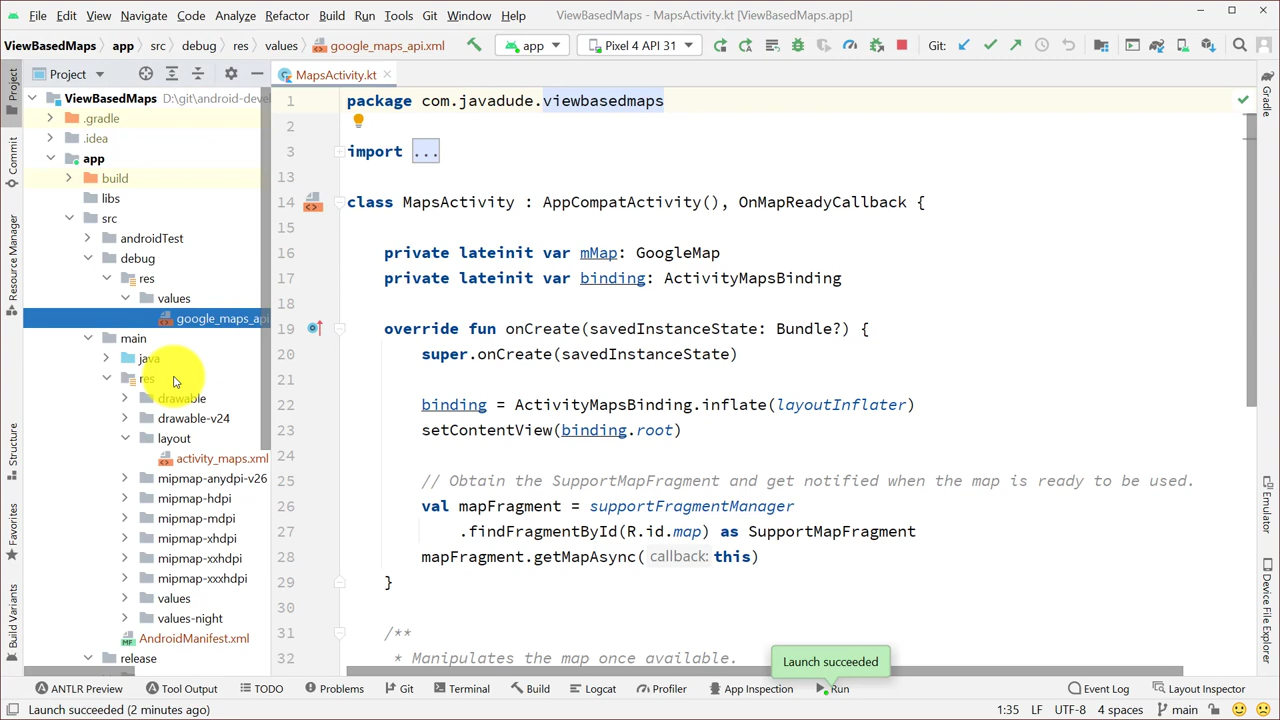 File Edit View Navigate Code Analyze Refactor Build Run Tools Git Window Help ViewBasedMaps - MapsActivity.kt [ViewBasedMaps.app]
ViewBasedMaps app src debug res values google_maps_api.xml app Pixel 4 API 31 Git:
Project
MapsActivity.kt
ViewBasedMaps D:\git\android-deve
.gradle
.idea
app
build
libs
src
androidTest
debug
res
values
google_maps_api
main
java
res
drawable
drawable-v24
layout
activity_maps.xml
mipmap-anydpi-v26
mipmap-hdpi
mipmap-mdpi
mipmap-xhdpi
mipmap-xxhdpi
mipmap-xxxhdpi
values
values-night
AndroidManifest.xml
release
1 package com.javadude.viewbasedmaps
2
3 import ...
13
14 class MapsActivity : AppCompatActivity(), OnMapReadyCallback {
15
16 private lateinit var mMap: GoogleMap
17 private lateinit var binding: ActivityMapsBinding
18
19 override fun onCreate(savedInstanceState: Bundle?) {
20 super.onCreate(savedInstanceState)
21
22 binding = ActivityMapsBinding.inflate(layoutInflater)
23 setContentView(binding.root)
24
25 // Obtain the SupportMapFragment and get notified when the map is ready to be used.
26 val mapFragment = supportFragmentManager
27 .findFragmentById(R.id.map) as SupportMapFragment
28 mapFragment.getMapAsync( callback: this)
29 }
30
31 /**
32 * Manipulates the map once available.
Launch succeeded
Project
Commit
Resource Manager
Structure
Favorites
Build Variants
Gradle
Emulator
Device File Explorer
ANTLR Preview Tool Output TODO Problems Git Terminal Build Logcat Profiler App Inspection Run Event Log Layout Inspector
Launch succeeded (2 minutes ago) 1:35 LF UTF-8 4 spaces main